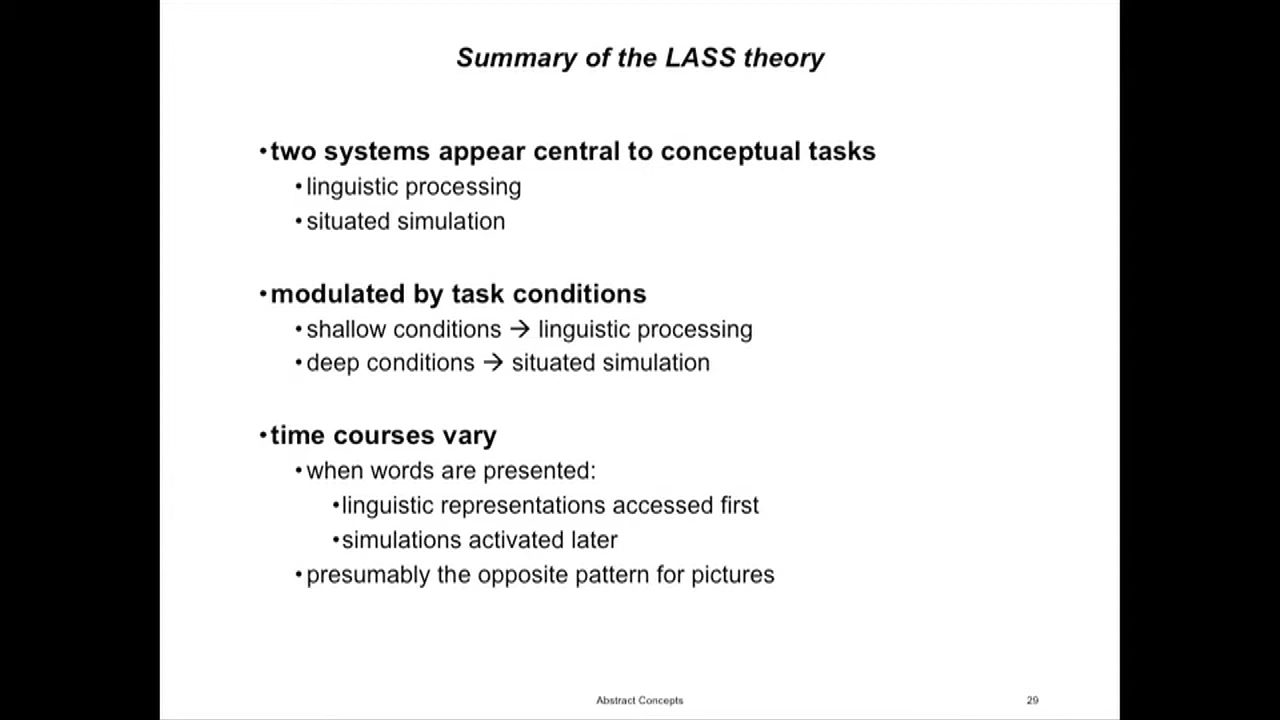 Summary of the LASS theory
•two systems appear central to conceptual tasks
•linguistic processing
•situated simulation
•modulated by task conditions
•shallow conditions → linguistic processing
•deep conditions → situated simulation
•time courses vary
•when words are presented:
•linguistic representations accessed first
•simulations activated later
•presumably the opposite pattern for pictures
Abstract Concepts
29